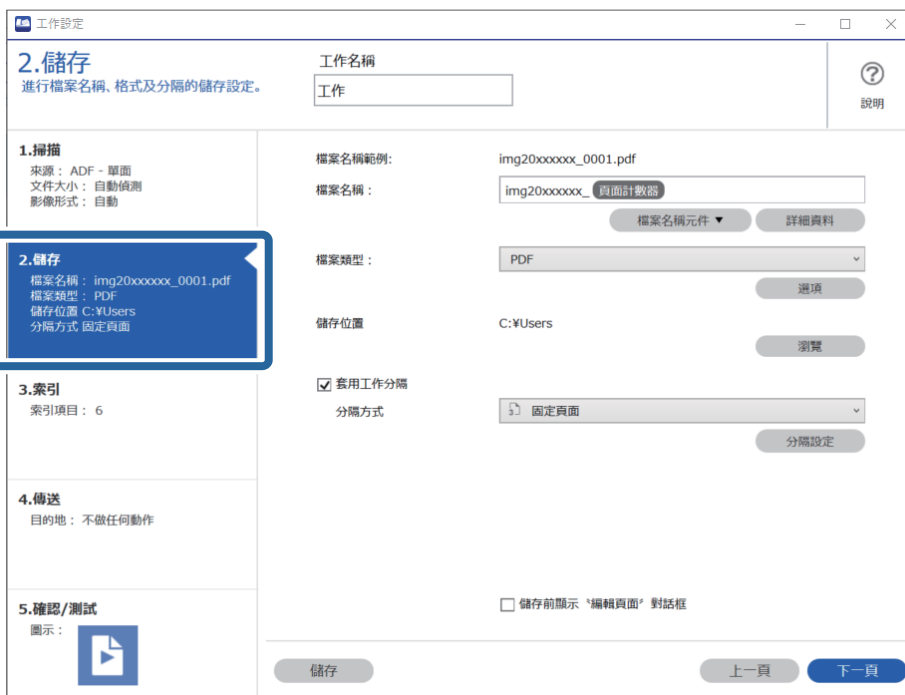 工作設定
2.儲存
進行檔案名稱、格式及分隔的儲存設定。
工作名稱
工作
說明
1.掃描
來源： ADF - 單面
文件大小： 自動偵測
影像形式： 自動
2.儲存
檔案名稱： img20xxxxxx_0001.pdf
檔案類型： PDF
儲存位置 C:¥Users
分隔方式 固定頁面
3.索引
索引項目： 6
4.傳送
目的地： 不做任何動作
5.確認/測試
圖示：
檔案名稱範例: img20xxxxxx_0001.pdf
檔案名稱： img20xxxxxx_ 頁面計數器
檔案名稱元件▼ 詳細資料
檔案類型： PDF
選項
儲存位置 C:¥Users
瀏覽
套用工作分隔
分隔方式 固定頁面
分隔設定
儲存前顯示〝編輯頁面〞對話框
儲存 上一頁 下一頁